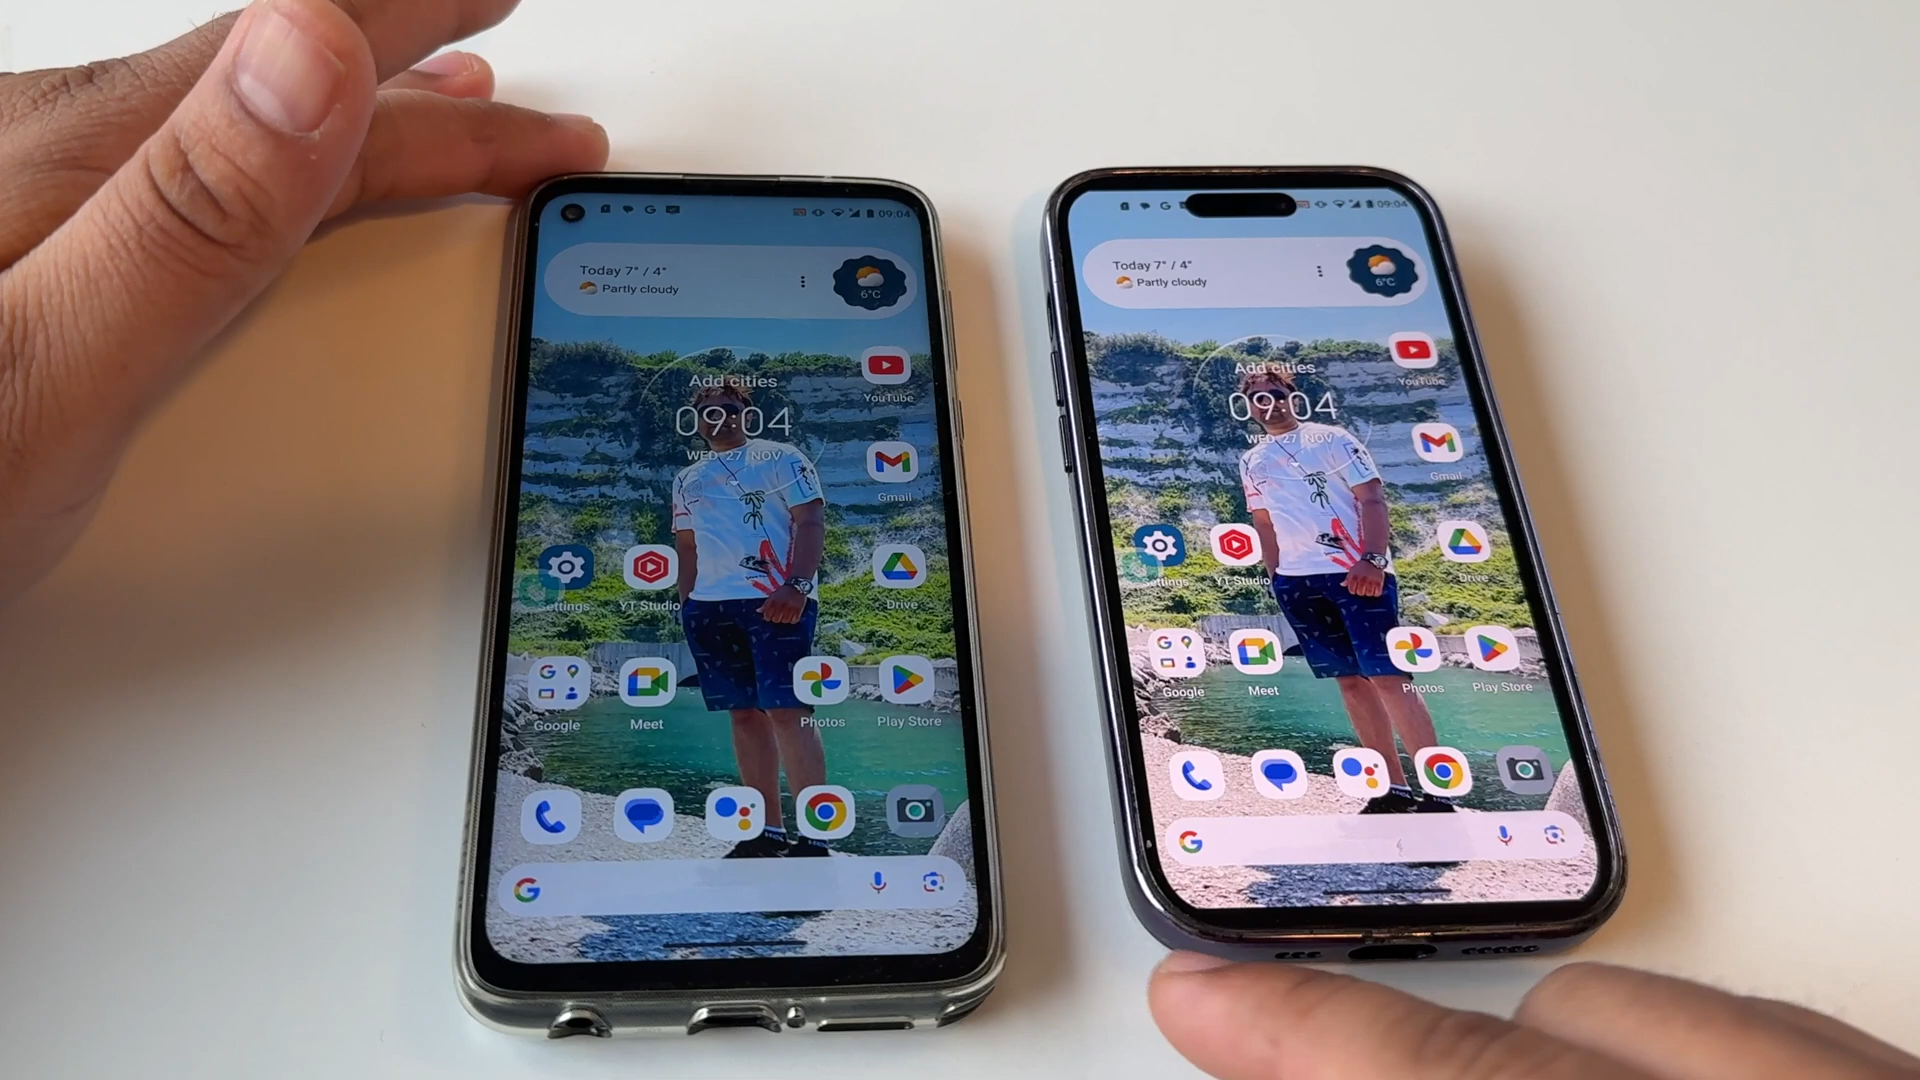 09:04
Today 7° / 4°
Partly cloudy
6°C
Add cities
09:04
WED 27 NOV
YouTube
Gmail
Settings
YT Studio
Drive
Google
Meet
Photos
Play Store
09:04
Today 7° / 4°
Partly cloudy
6°C
Add cities
09:04
WED 27 NOV
YouTube
Gmail
Settings
YT Studio
Drive
Google
Meet
Photos
Play Store